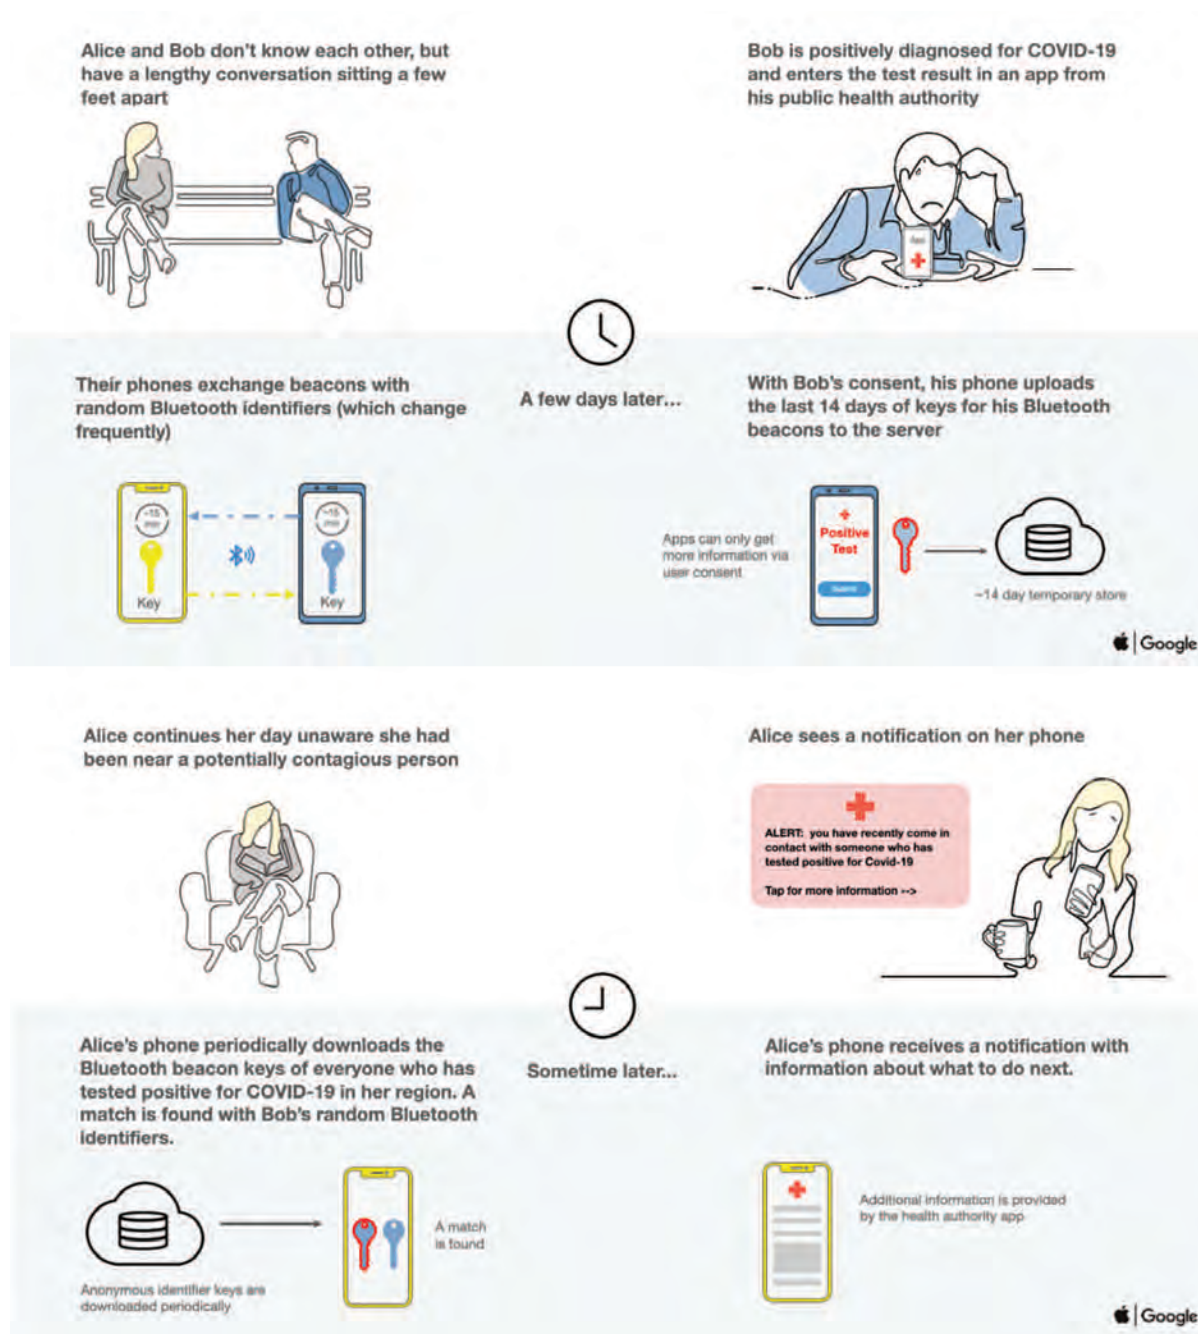 Alice and Bob don't know each other, but
have a lengthy conversation sitting a few
feet apart
Bob is positively diagnosed for COVID-19
and enters the test result in an app from
his public health authority
Their phones exchange beacons with
random Bluetooth identifiers (which change
frequently)
~15
min
Key
~15
min
Key
A few days later...
With Bob's consent, his phone uploads
the last 14 days of keys for his Bluetooth
beacons to the server
Apps can only get
more information via
user consent
Positive
Test
~14 day temporary store
Google
Alice continues her day unaware she had
been near a potentially contagious person
Alice sees a notification on her phone
ALERT: you have recently come in
contact with someone who has
tested positive for Covid-19
Tap for more information -->
Alice's phone periodically downloads the
Bluetooth beacon keys of everyone who has
tested positive for COVID-19 in her region. A
match is found with Bob's random Bluetooth
identifiers.
Anonymous identifier keys are
downloaded periodically
A match
is found
Sometime later...
Alice's phone receives a notification with
information about what to do next.
Additional information is provided
by the health authority app
Google